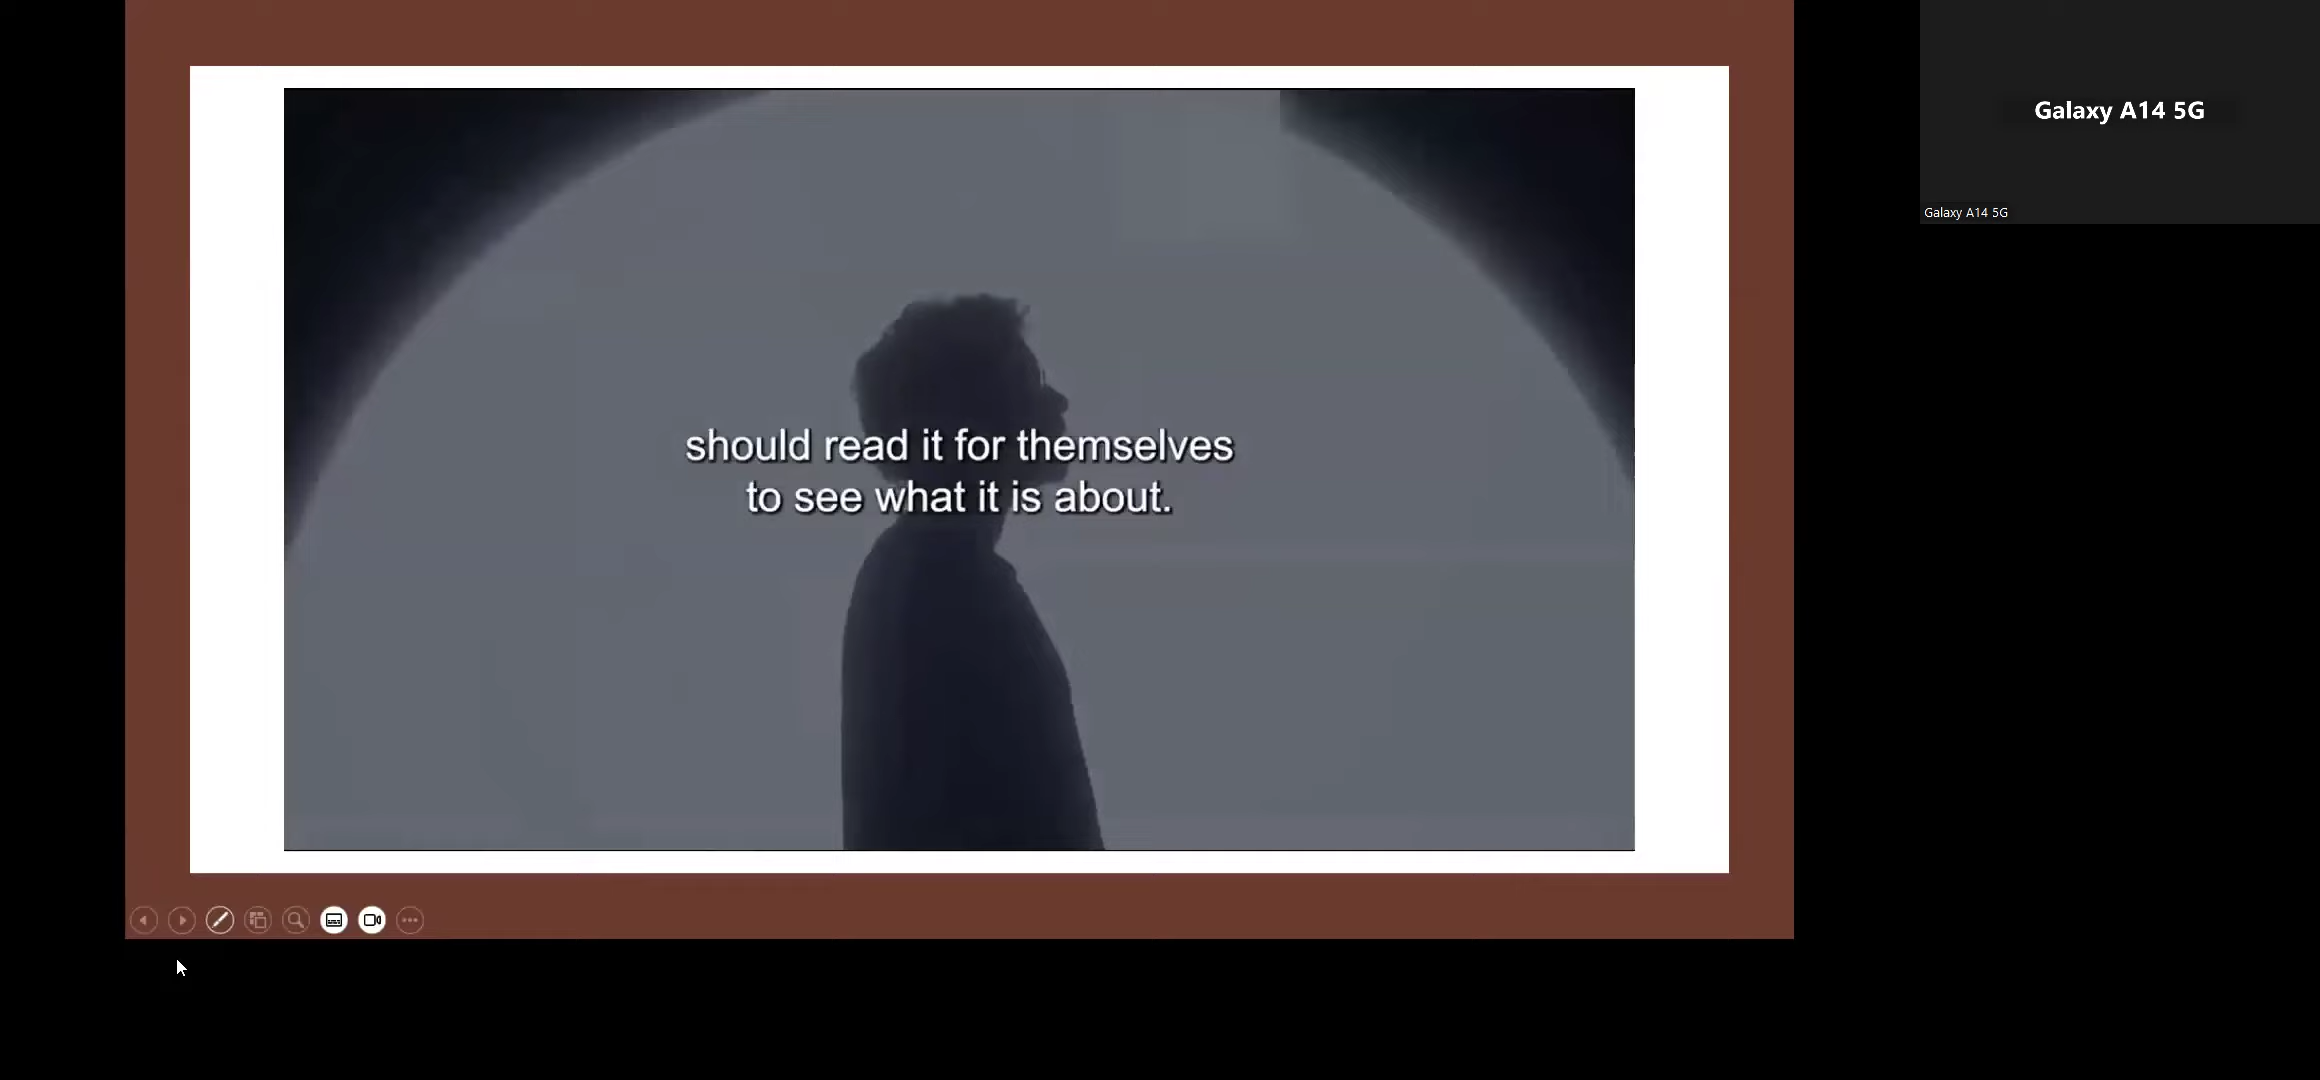 should read it for themselves
to see what it is about.
Galaxy A14 5G
Galaxy A14 5G